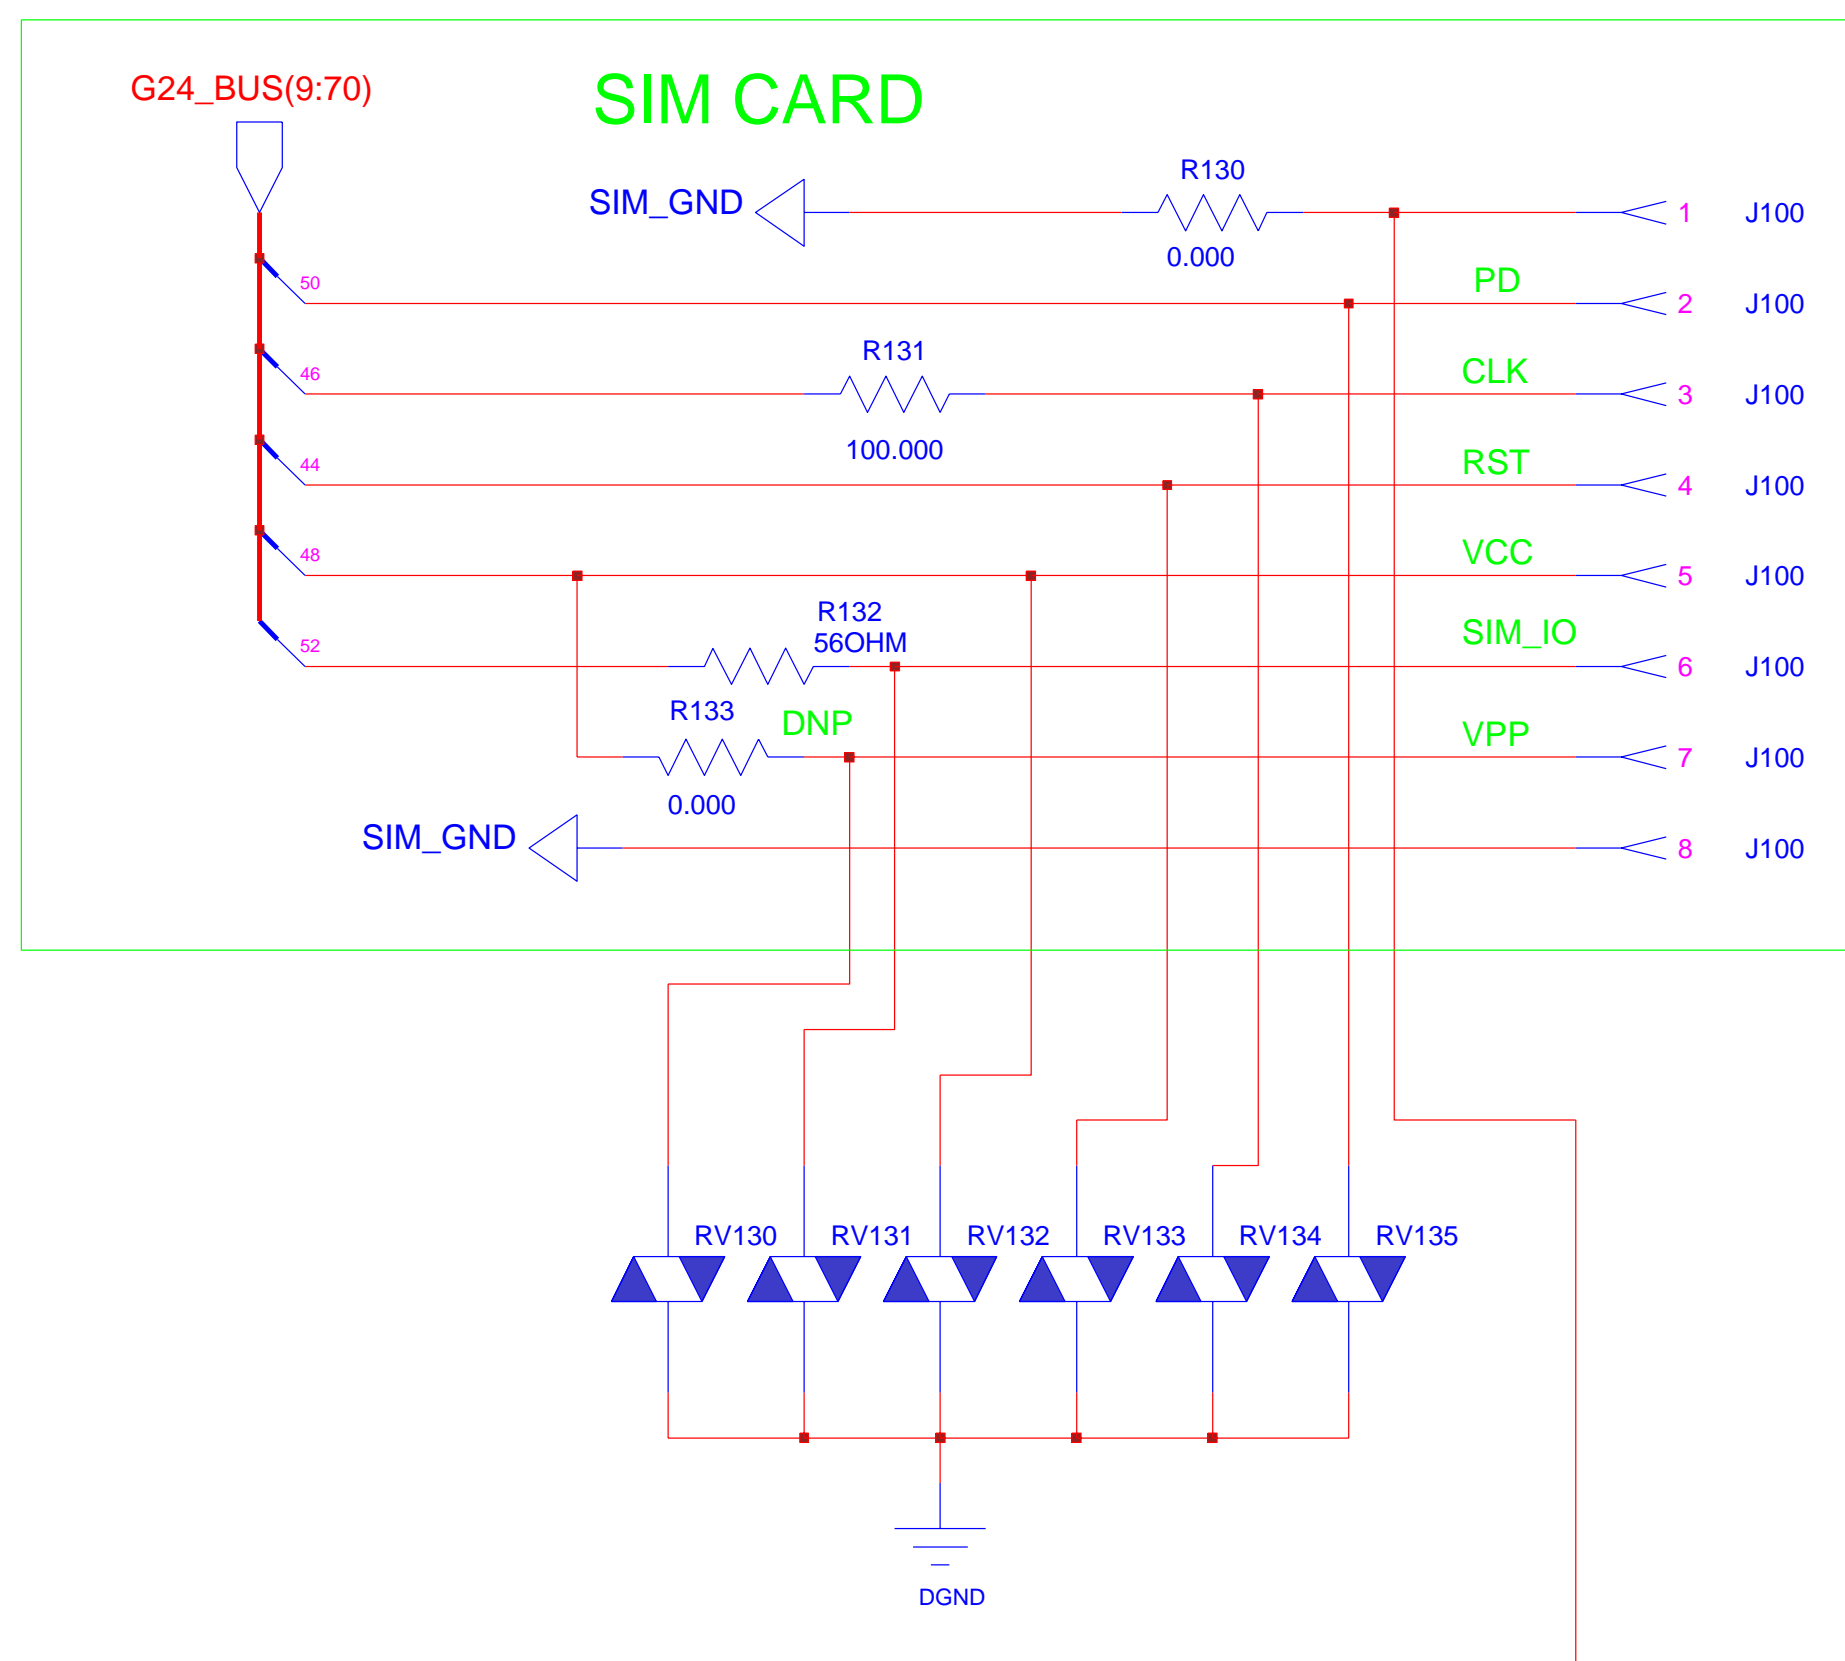 G24_BUS(9:70)
SIM CARD
R130
SIM_GND
1 J100
0.000
50
PD
2 J100
R131
46
CLK
3 J100
100.000
44
RST
4 J100
48
VCC
5 J100
R132
56OHM
52
SIM_IO
6 J100
R133
DNP
VPP
7 J100
0.000
SIM_GND
8 J100
RV130 RV131 RV132 RV133 RV134 RV135
DGND